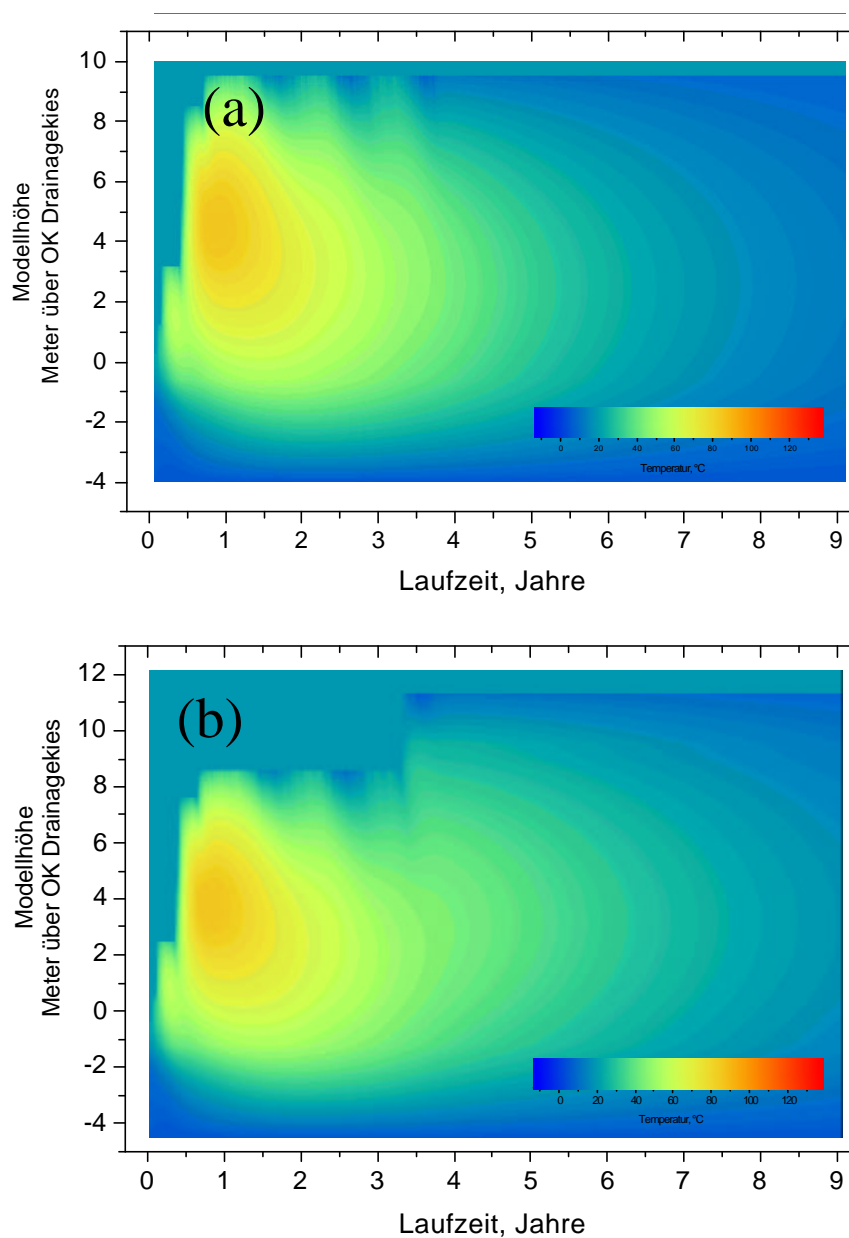 10
8
6
4
2
0
-2
-4
Modellhöhe
Meter über OK Drainagekies
(a)
0 20 40 60 80 100 120
Temperatur, °C
0 1 2 3 4 5 6 7 8 9
Laufzeit, Jahre
12
10
8
6
4
2
0
-2
-4
Modellhöhe
Meter über OK Drainagekies
(b)
0 20 40 60 80 100 120
Temperatur, °C
0 1 2 3 4 5 6 7 8 9
Laufzeit, Jahre